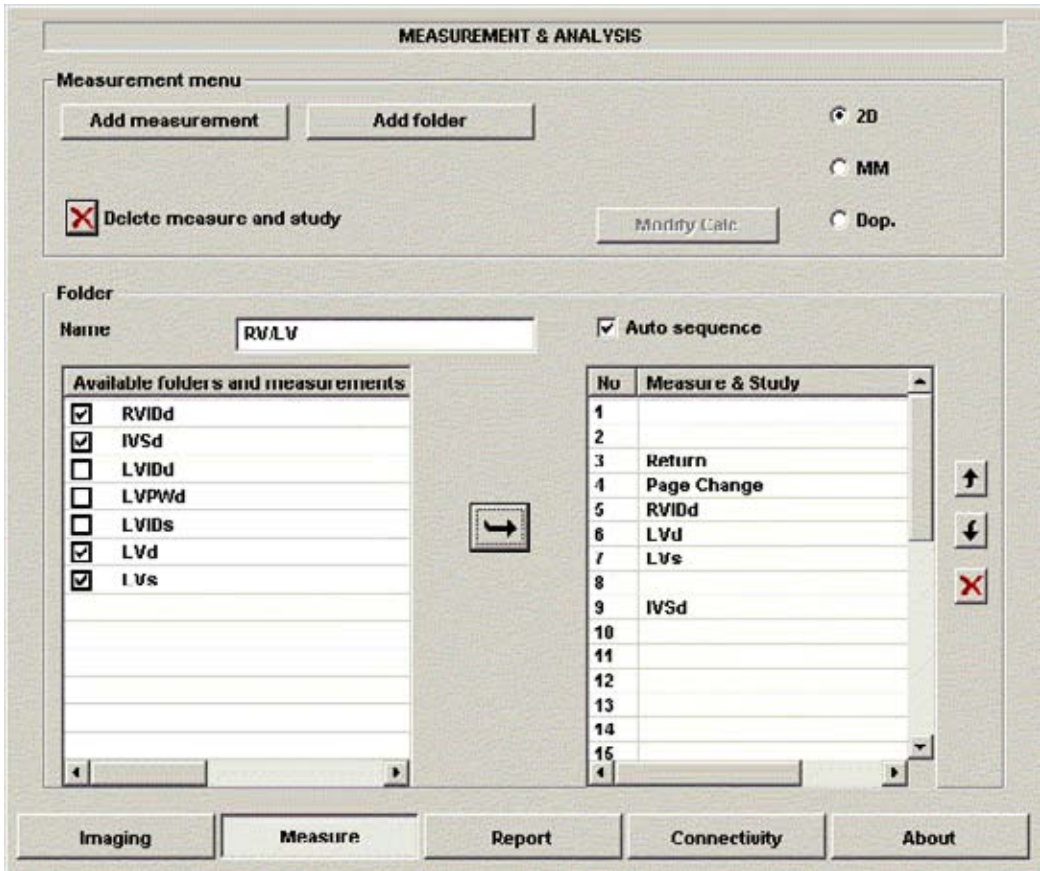 MEASUREMENT & ANALYSIS
Measurement menu
Add measurement
Add folder
2D
MM
Delete measure and study
Modify Calc
Dop.
Folder
Name
RV/LV
Auto sequence
Available folders and measurements
RVIDd
IVSd
LVIDd
LVPWd
LVIDs
LVd
LVs
No Measure & Study
1
2
3 Return
4 Page Change
5 RVIDd
6 LVd
7 LVs
8
9 IVSd
10
11
12
13
14
15
Imaging
Measure
Report
Connectivity
About